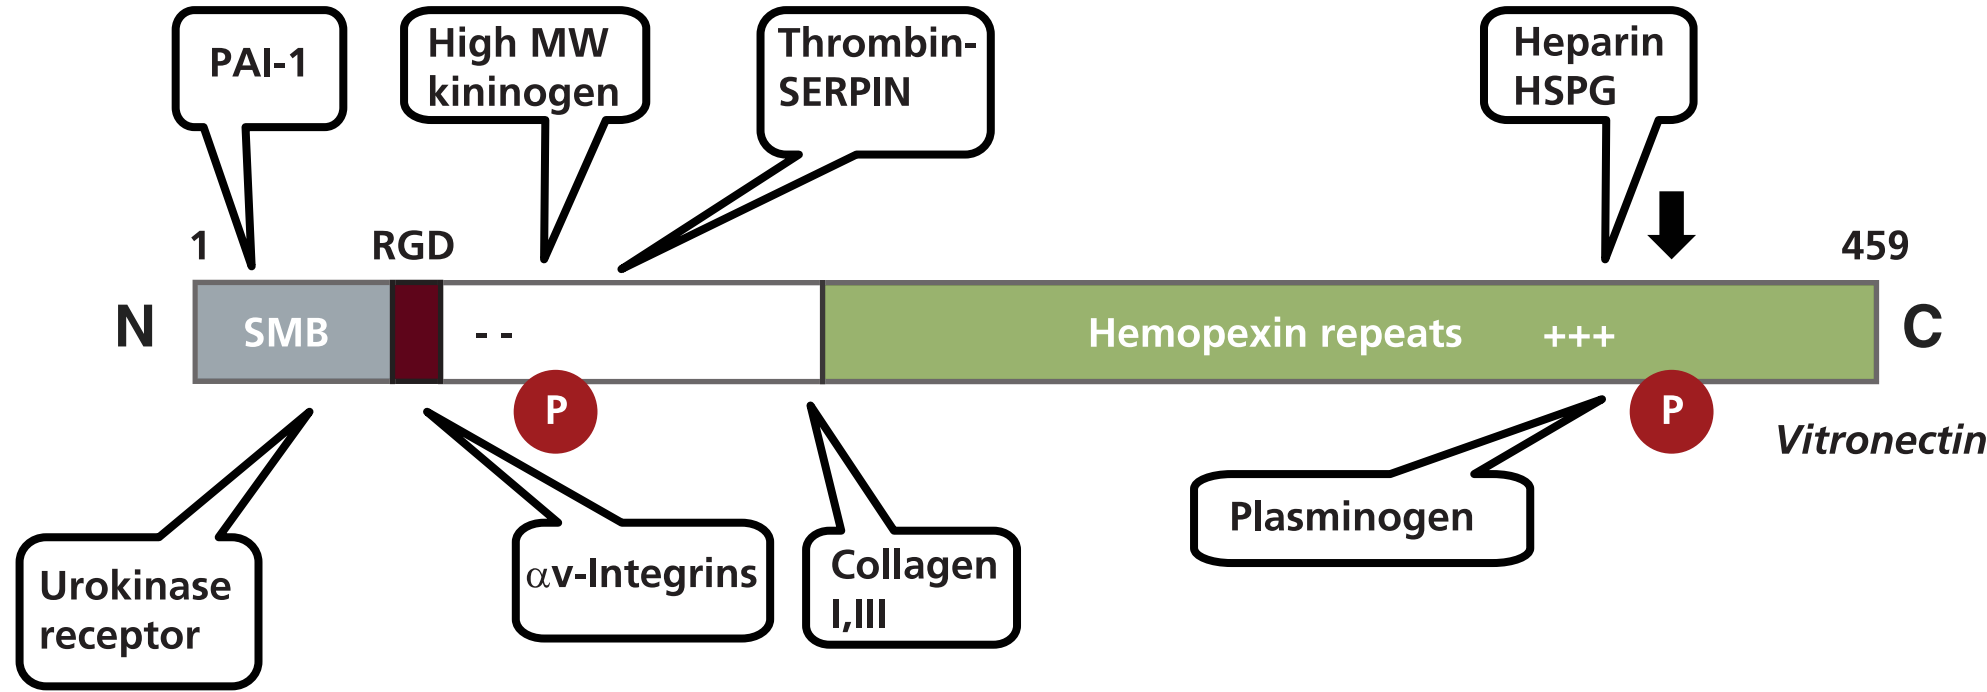 PAI-1
High MW
kininogen
Thrombin-
SERPIN
Heparin
HSPG
1
RGD
459
N
SMB
- -
Hemopexin repeats +++
C
P
P
Vitronectin
Urokinase
receptor
αv-Integrins
Collagen
I,III
Plasminogen